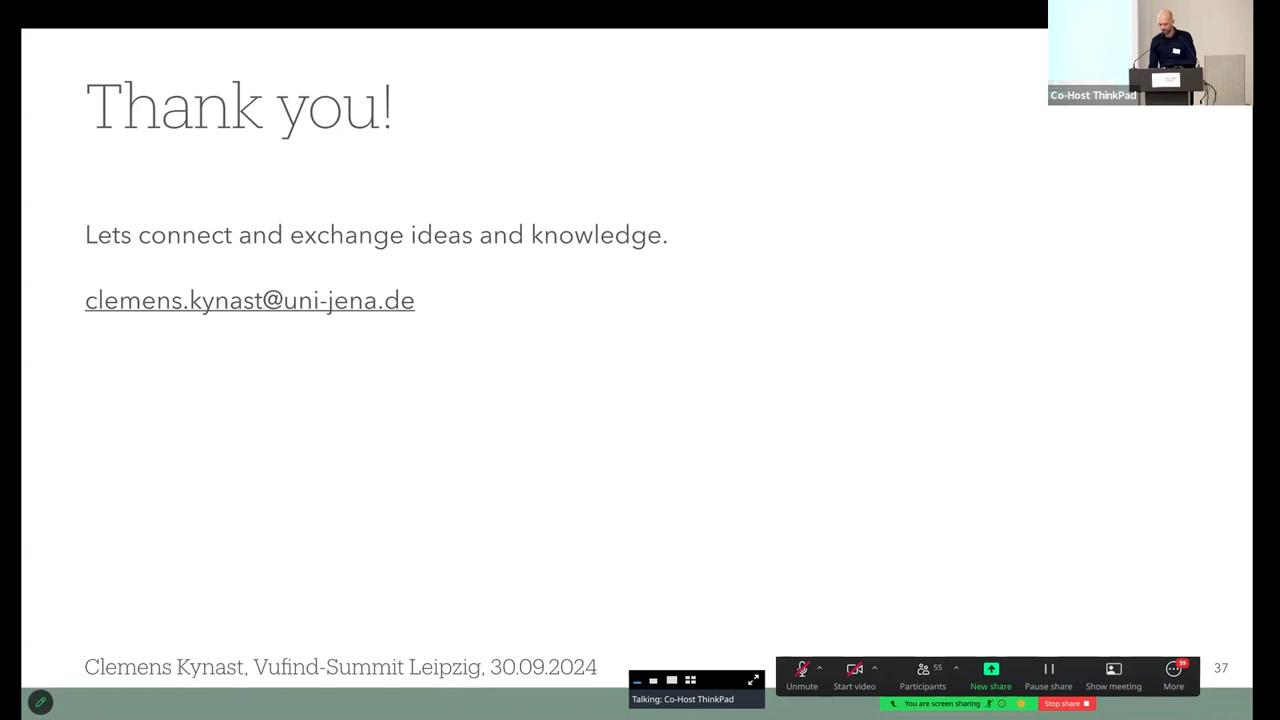 Co-Host ThinkPad
Thank you!
Lets connect and exchange ideas and knowledge.
clemens.kynast@uni-jena.de
Clemens Kynast, Vufind-Summit Leipzig, 30.09.2024
37
Talking: Co-Host ThinkPad
55
59
Unmute
Start video
Participants
New share
Pause share
Show meeting
More
You are screen sharing
Stop share